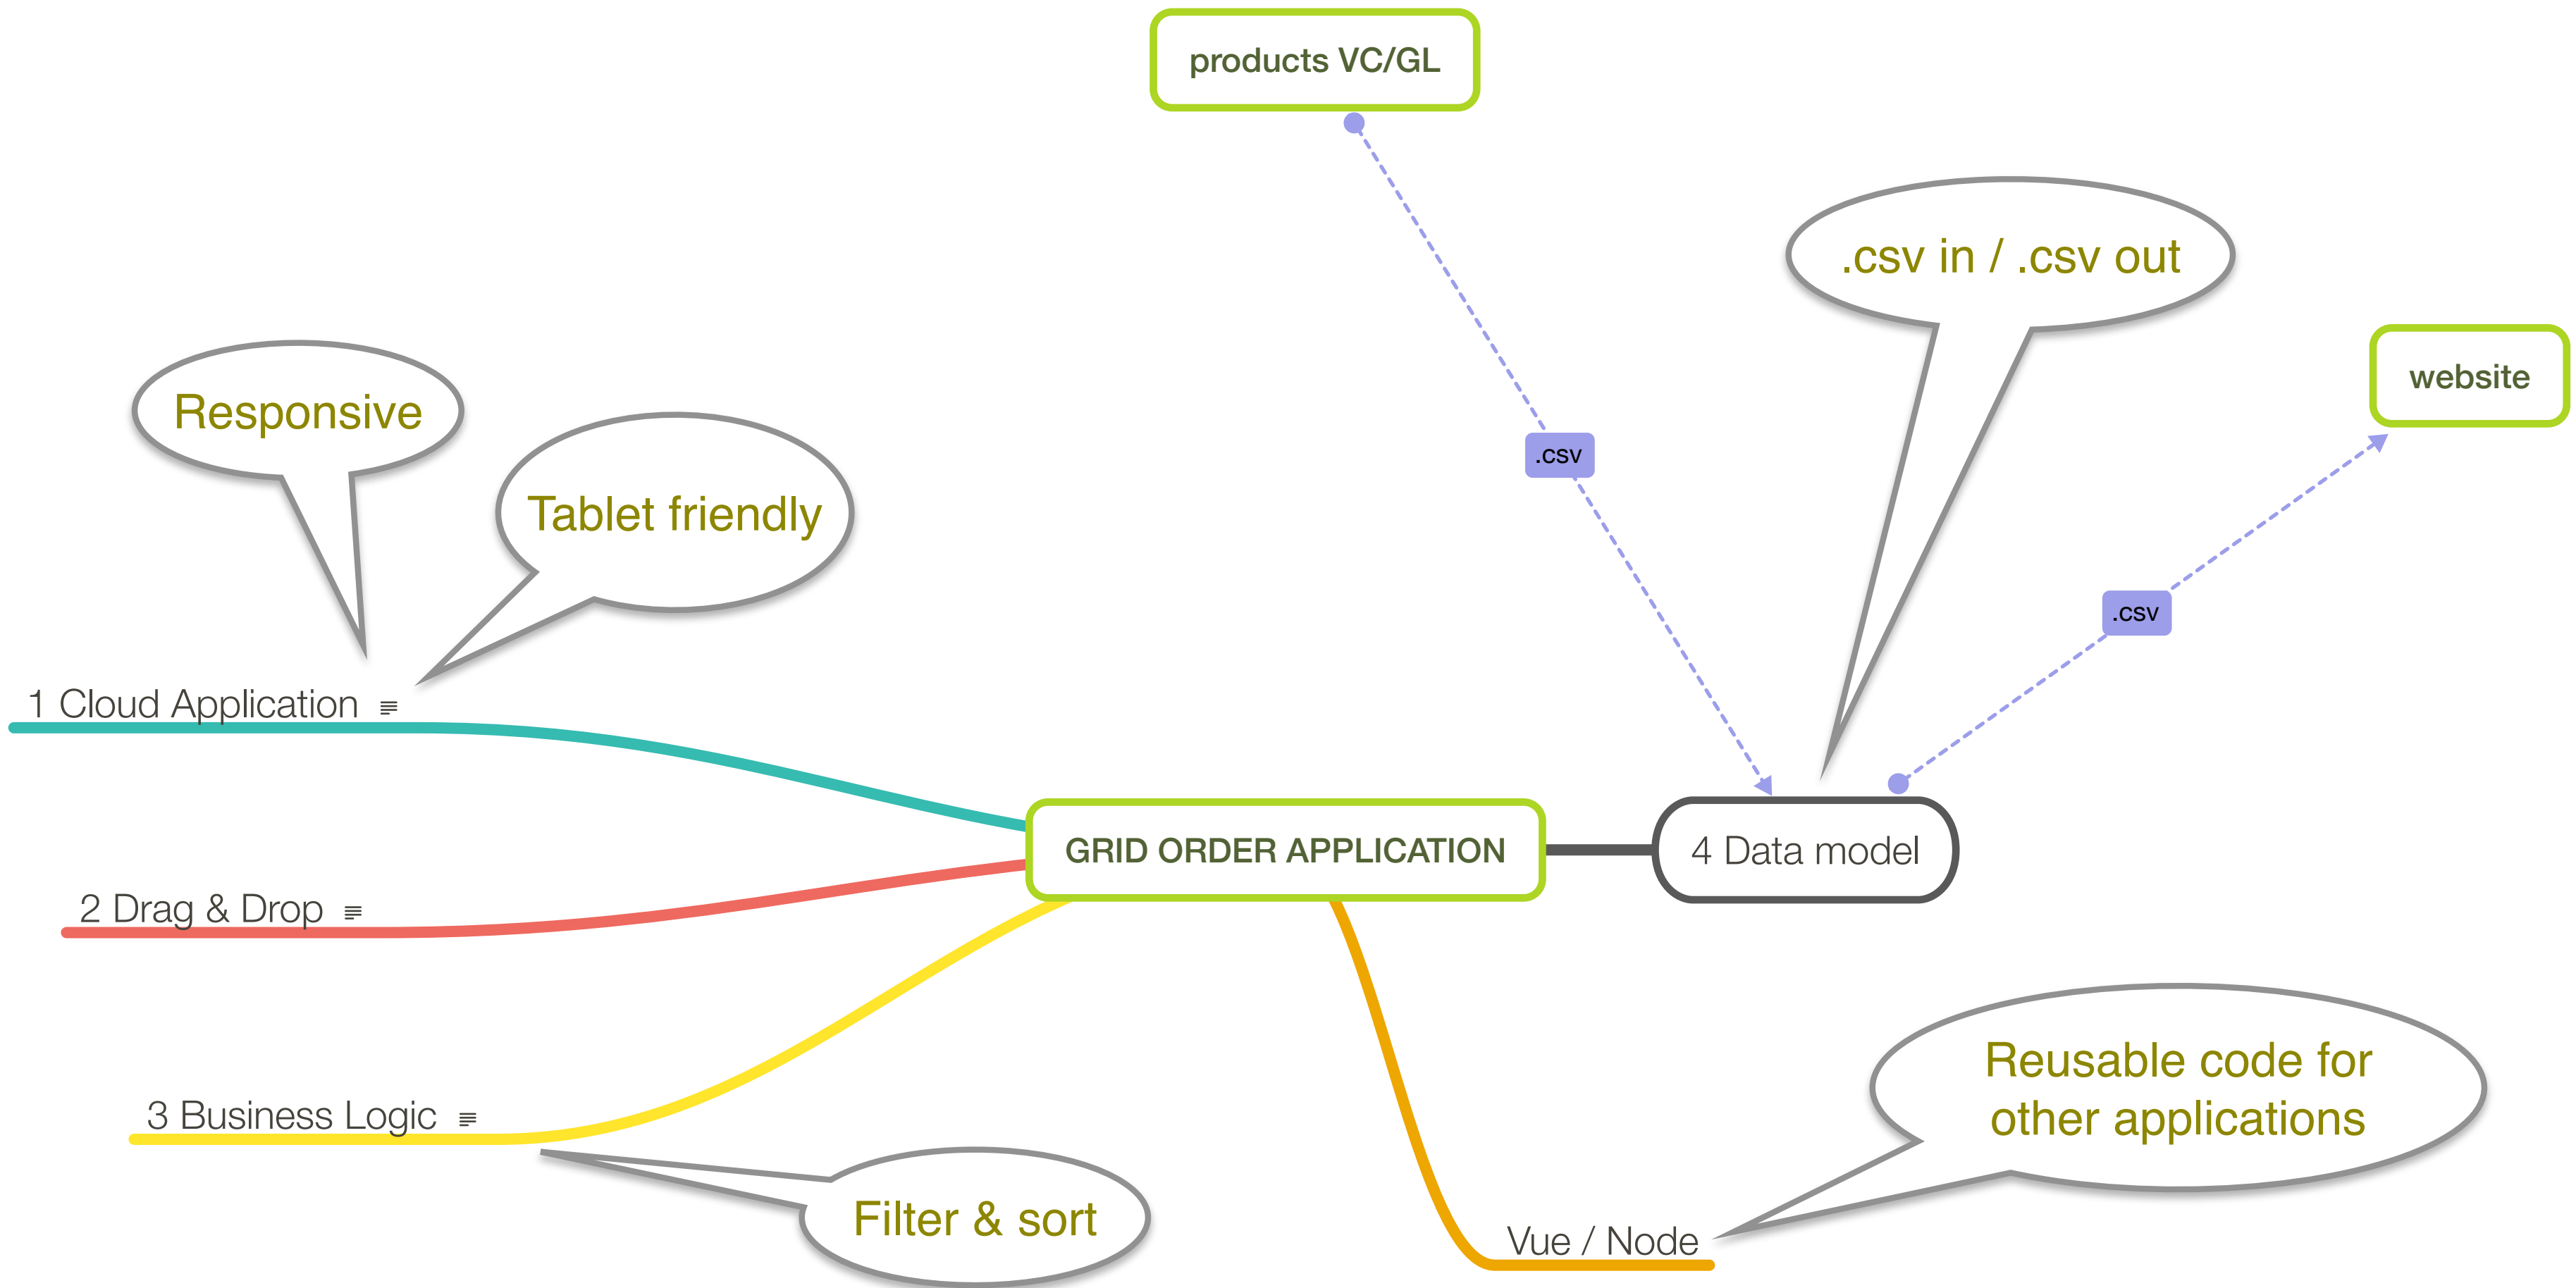 products VC/GL
.csv in / .csv out
website
Responsive
.csv
Tablet friendly
.csv
1 Cloud Application
GRID ORDER APPLICATION
4 Data model
2 Drag & Drop
Reusable code for
other applications
3 Business Logic
Filter & sort
Vue / Node